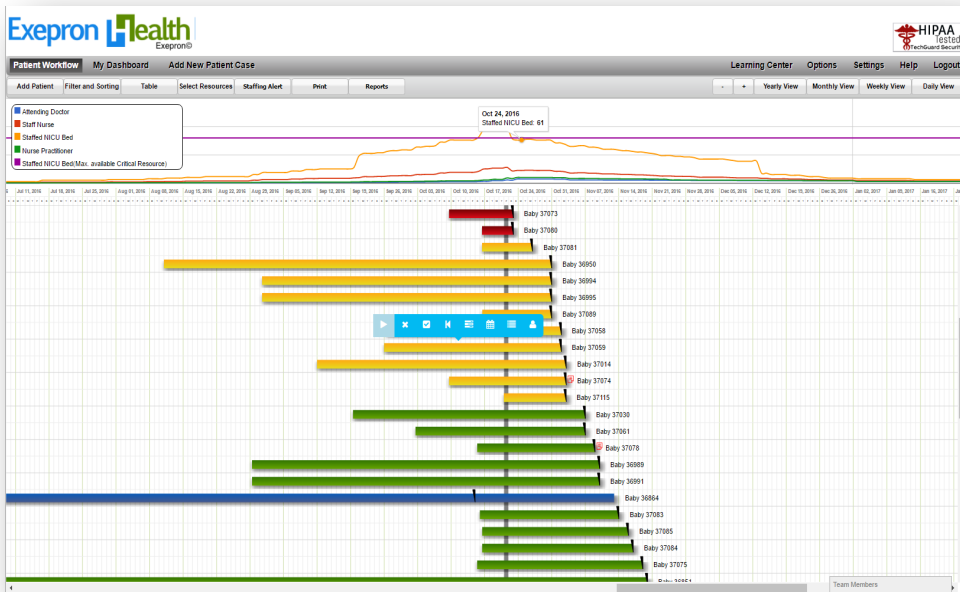 Exepron Health
Exepron©
HIPAA
Tested
TechGuard Security
Patient Workflow My Dashboard Add New Patient Case Learning Center Options Settings Help Logout
Add Patient Filter and Sorting Table Select Resources Staffing Alert Print Reports - + Yearly View Monthly View Weekly View Daily View
Attending Doctor
Staff Nurse
Staffed NICU Bed
Nurse Practitioner
Staffed NICU Bed(Max. available Critical Resource)
Oct 24, 2016
Staffed NICU Bed: 61
Jul 11, 2016 Jul 18, 2016 Jul 25, 2016 Aug 01, 2016 Aug 08, 2016 Aug 15, 2016 Aug 22, 2016 Aug 29, 2016 Sep 05, 2016 Sep 12, 2016 Sep 19, 2016 Sep 26, 2016 Oct 03, 2016 Oct 10, 2016 Oct 17, 2016 Oct 24, 2016 Oct 31, 2016 Nov 07, 2016 Nov 14, 2016 Nov 21, 2016 Nov 28, 2016 Dec 05, 2016 Dec 12, 2016 Dec 19, 2016 Dec 26, 2016 Jan 02, 2017 Jan 09, 2017 Jan 16, 2017
Baby 37073
Baby 37080
Baby 37081
Baby 36950
Baby 36994
Baby 36995
Baby 37089
Baby 37058
Baby 37059
Baby 37014
Baby 37074
Baby 37115
Baby 37030
Baby 37061
Baby 37078
Baby 36989
Baby 36991
Baby 36864
Baby 37083
Baby 37085
Baby 37084
Baby 37075
Baby 36851
Team Members